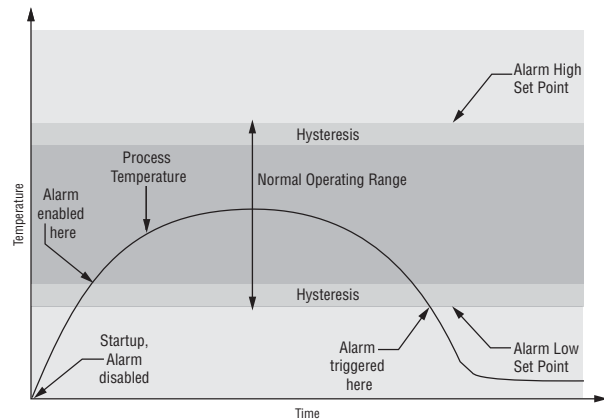 Alarm High
Set Point
Hysteresis
Process
Temperature
Normal Operating Range
Alarm
enabled
here
Temperature
Hysteresis
Startup,
Alarm
disabled
Alarm
triggered
here
Alarm Low
Set Point
Time